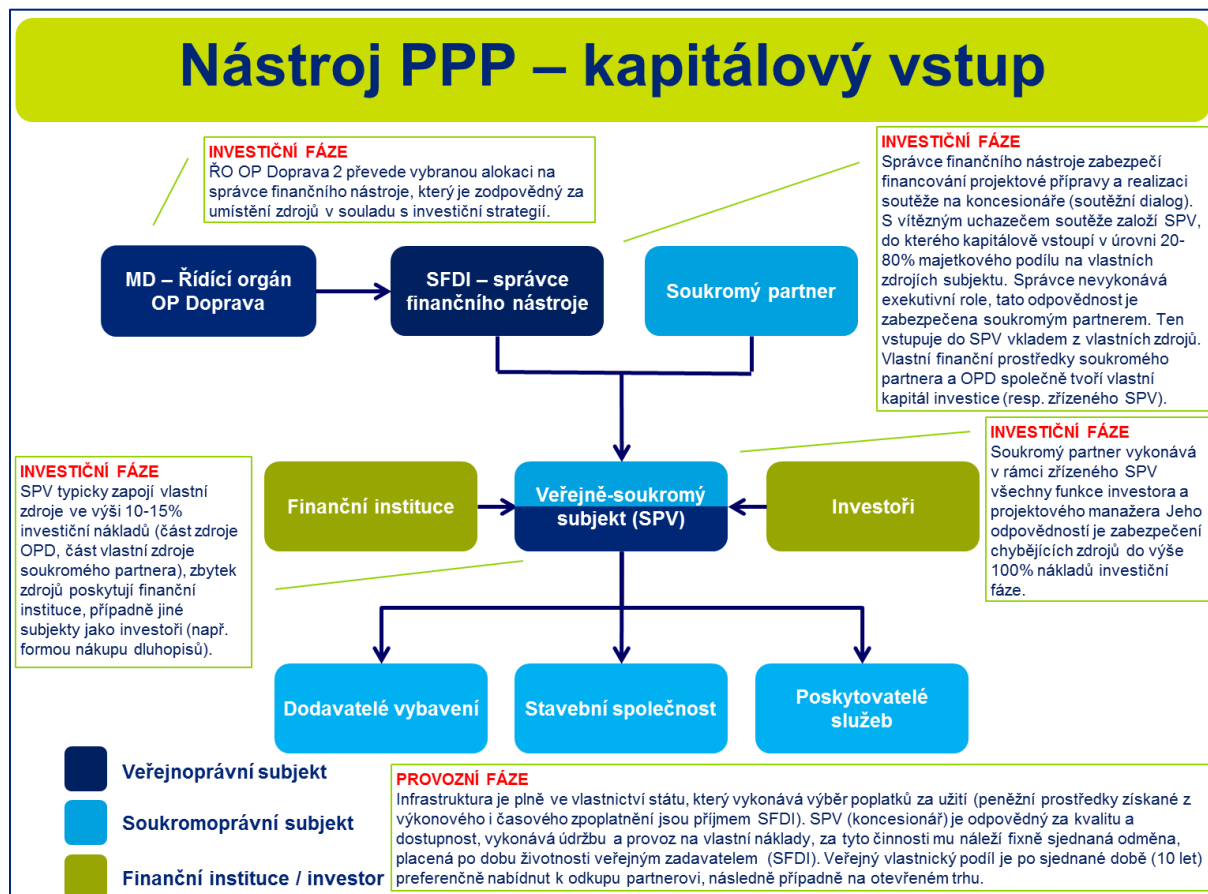 Nástroj PPP – kapitálový vstup
INVESTIČNÍ FÁZE
ŘO OP Doprava 2 převede vybranou alokaci na
správce finančního nástroje, který je zodpovědný za
umístění zdrojů v souladu s investiční strategií.
INVESTIČNÍ FÁZE
Správce finančního nástroje zabezpečí
financování projektové přípravy a realizaci
soutěže na koncesionáře (soutěžní dialog).
S vítězným uchazečem soutěže založí SPV,
do kterého kapitálově vstoupí v úrovni 20-
80% majetkového podílu na vlastních
zdrojích subjektu. Správce nevykonává
exekutivní role, tato odpovědnost je
zabezpečena soukromým partnerem. Ten
vstupuje do SPV vkladem z vlastních zdrojů.
Vlastní finanční prostředky soukromého
partnera a OPD společně tvoří vlastní
kapitál investice (resp. zřízeného SPV).
MD – Řídící orgán
OP Doprava
SFDI – správce
finančního nástroje
Soukromý partner
INVESTIČNÍ FÁZE
SPV typicky zapojí vlastní
zdroje ve výši 10-15%
investiční nákladů (část zdroje
OPD, část vlastní zdroje
soukromého partnera), zbytek
zdrojů poskytují finanční
instituce, případně jiné
subjekty jako investoři (např.
formou nákupu dluhopisů).
Finanční instituce
Veřejně-soukromý
subjekt (SPV)
Investoři
INVESTIČNÍ FÁZE
Soukromý partner vykonává
v rámci zřízeného SPV
všechny funkce investora a
projektového manažera Jeho
odpovědností je zabezpečení
chybějících zdrojů do výše
100% nákladů investiční
fáze.
Dodavatelé vybavení
Stavební společnost
Poskytovatelé
služeb
Veřejnoprávní subjekt
Soukromoprávní subjekt
Finanční instituce / investor
PROVOZNÍ FÁZE
Infrastruktura je plně ve vlastnictví státu, který vykonává výběr poplatků za užití (peněžní prostředky získané z
výkonového i časového zpoplatnění jsou příjmem SFDI). SPV (koncesionář) je odpovědný za kvalitu a
dostupnost, vykonává údržbu a provoz na vlastní náklady, za tyto činnosti mu náleží fixně sjednaná odměna,
placená po dobu životnosti veřejným zadavatelem (SFDI). Veřejný vlastnický podíl je po sjednané době (10 let)
preferenčně nabídnut k odkupu partnerovi, následně případně na otevřeném trhu.